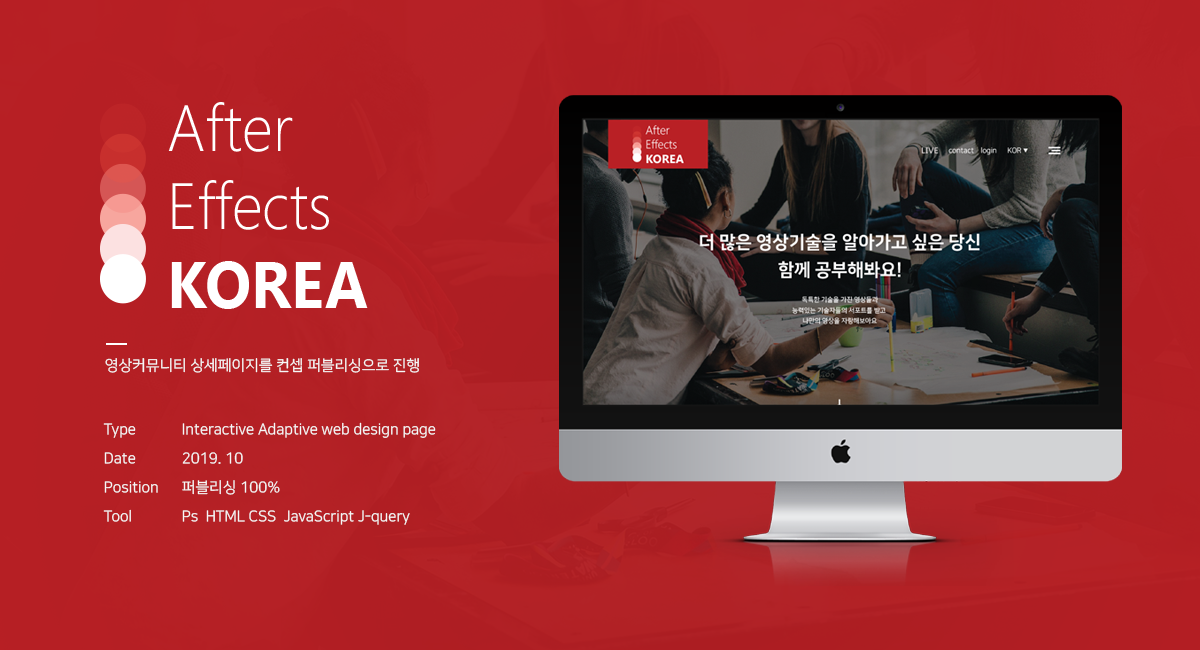 After
Effects
KOREA
영상커뮤니티 상세페이지를 컨셉 퍼블리싱으로 진행
Type Interactive Adaptive web design page
Date 2019. 10
Position 퍼블리싱 100%
Tool Ps HTML CSS JavaScript J-query
After
Effects
KOREA
LIVE contact login KOR ▼
더 많은 영상기술을 알아가고 싶은 당신
함께 공부해봐요!
독특한 기술을 가진 영상들과
능력있는 기술자들의 서포트를 받고
나만의 영상을 자랑해보아요